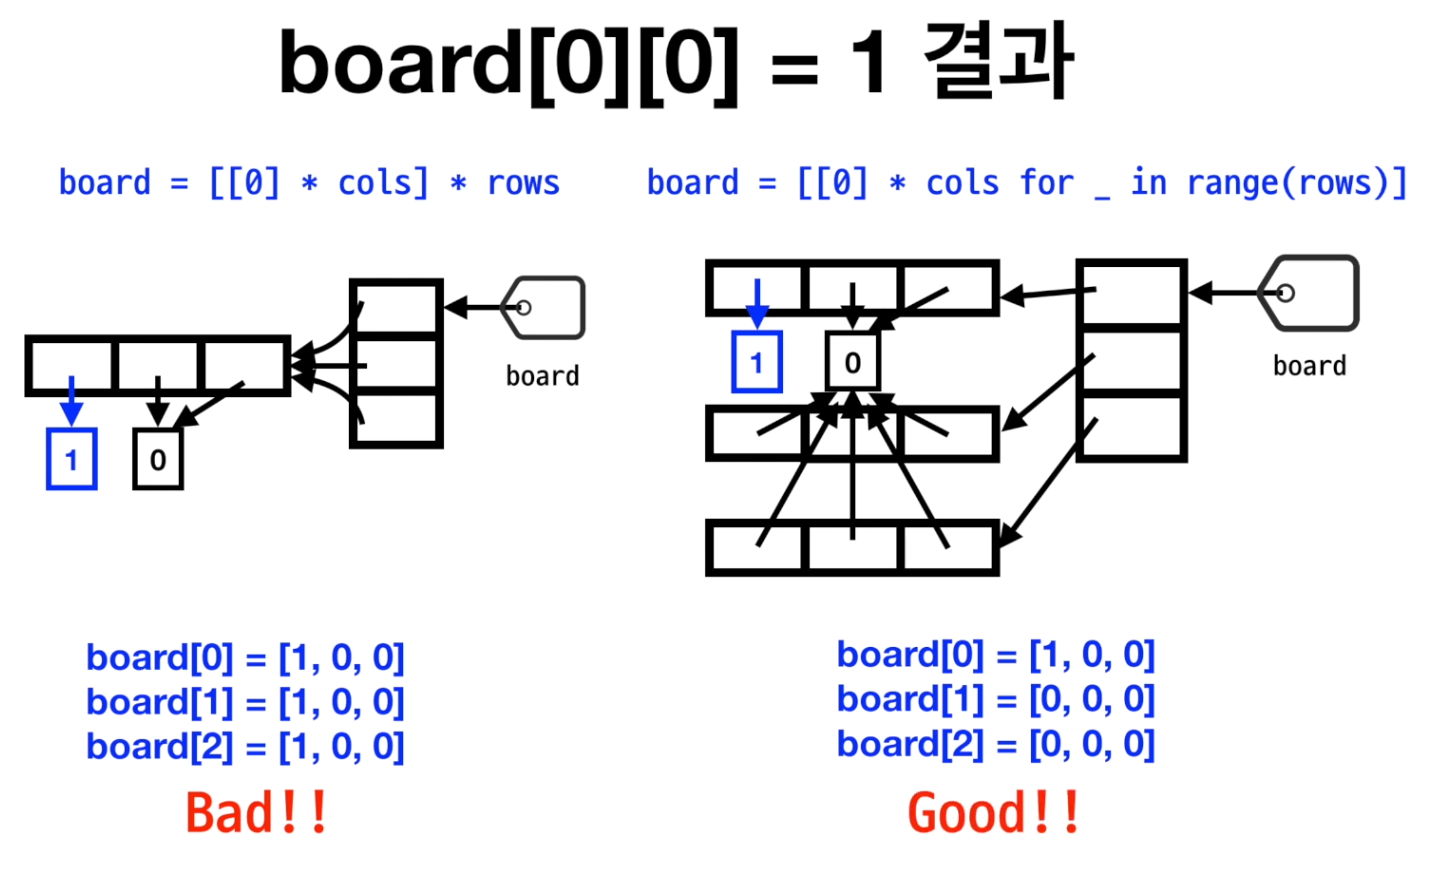 board[0][0] = 1 결과
board = [[0] * cols] * rows
board
1
0
board[0] = [1, 0, 0]
board[1] = [1, 0, 0]
board[2] = [1, 0, 0]
Bad!!
board = [[0] * cols for _ in range(rows)]
board
1
0
board[0] = [1, 0, 0]
board[1] = [0, 0, 0]
board[2] = [0, 0, 0]
Good!!